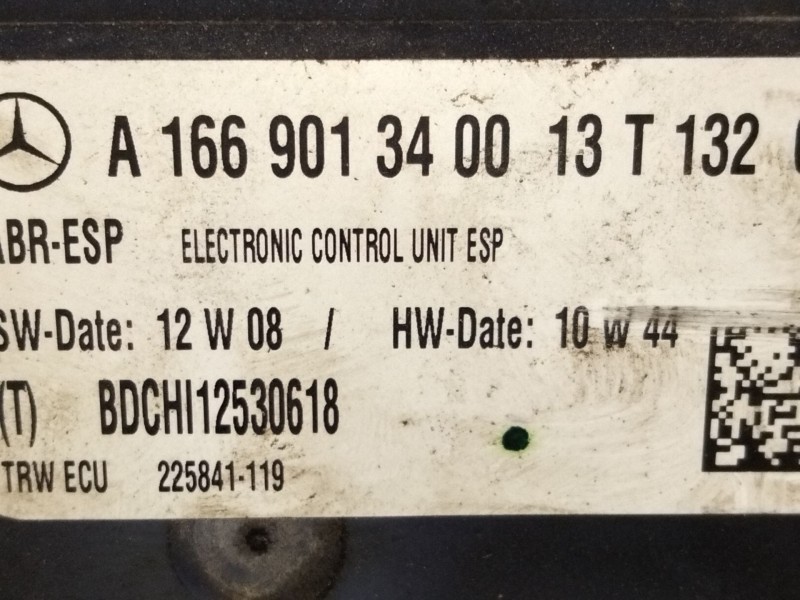 A 166 901 34 00 13 T 132
ABR-ESP ELECTRONIC CONTROL UNIT ESP
SW-Date: 12 W 08 / HW-Date: 10 W 44
(T) BDCHI12530618
TRW ECU 225841-119